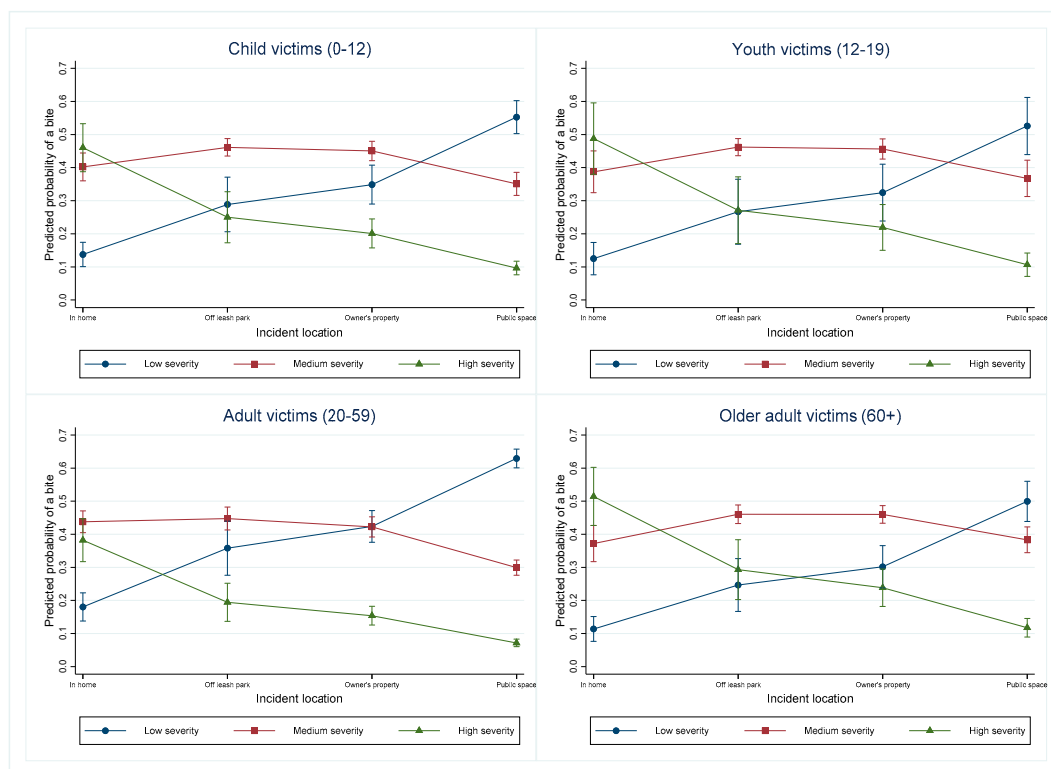 Child victims (0-12)
Predicted probability of a bite
0.7
0.6
0.5
0.4
0.3
0.2
0.1
0.0
In home Off leash park Owner's property Public space
Incident location
Low severity Medium severity High severity
Youth victims (12-19)
Predicted probability of a bite
0.7
0.6
0.5
0.4
0.3
0.2
0.1
0.0
In home Off leash park Owner's property Public space
Incident location
Low severity Medium severity High severity
Adult victims (20-59)
Predicted probability of a bite
0.7
0.6
0.5
0.4
0.3
0.2
0.1
0.0
In home Off leash park Owner's property Public space
Incident location
Low severity Medium severity High severity
Older adult victims (60+)
Predicted probability of a bite
0.7
0.6
0.5
0.4
0.3
0.2
0.1
0.0
In home Off leash park Owner's property Public space
Incident location
Low severity Medium severity High severity